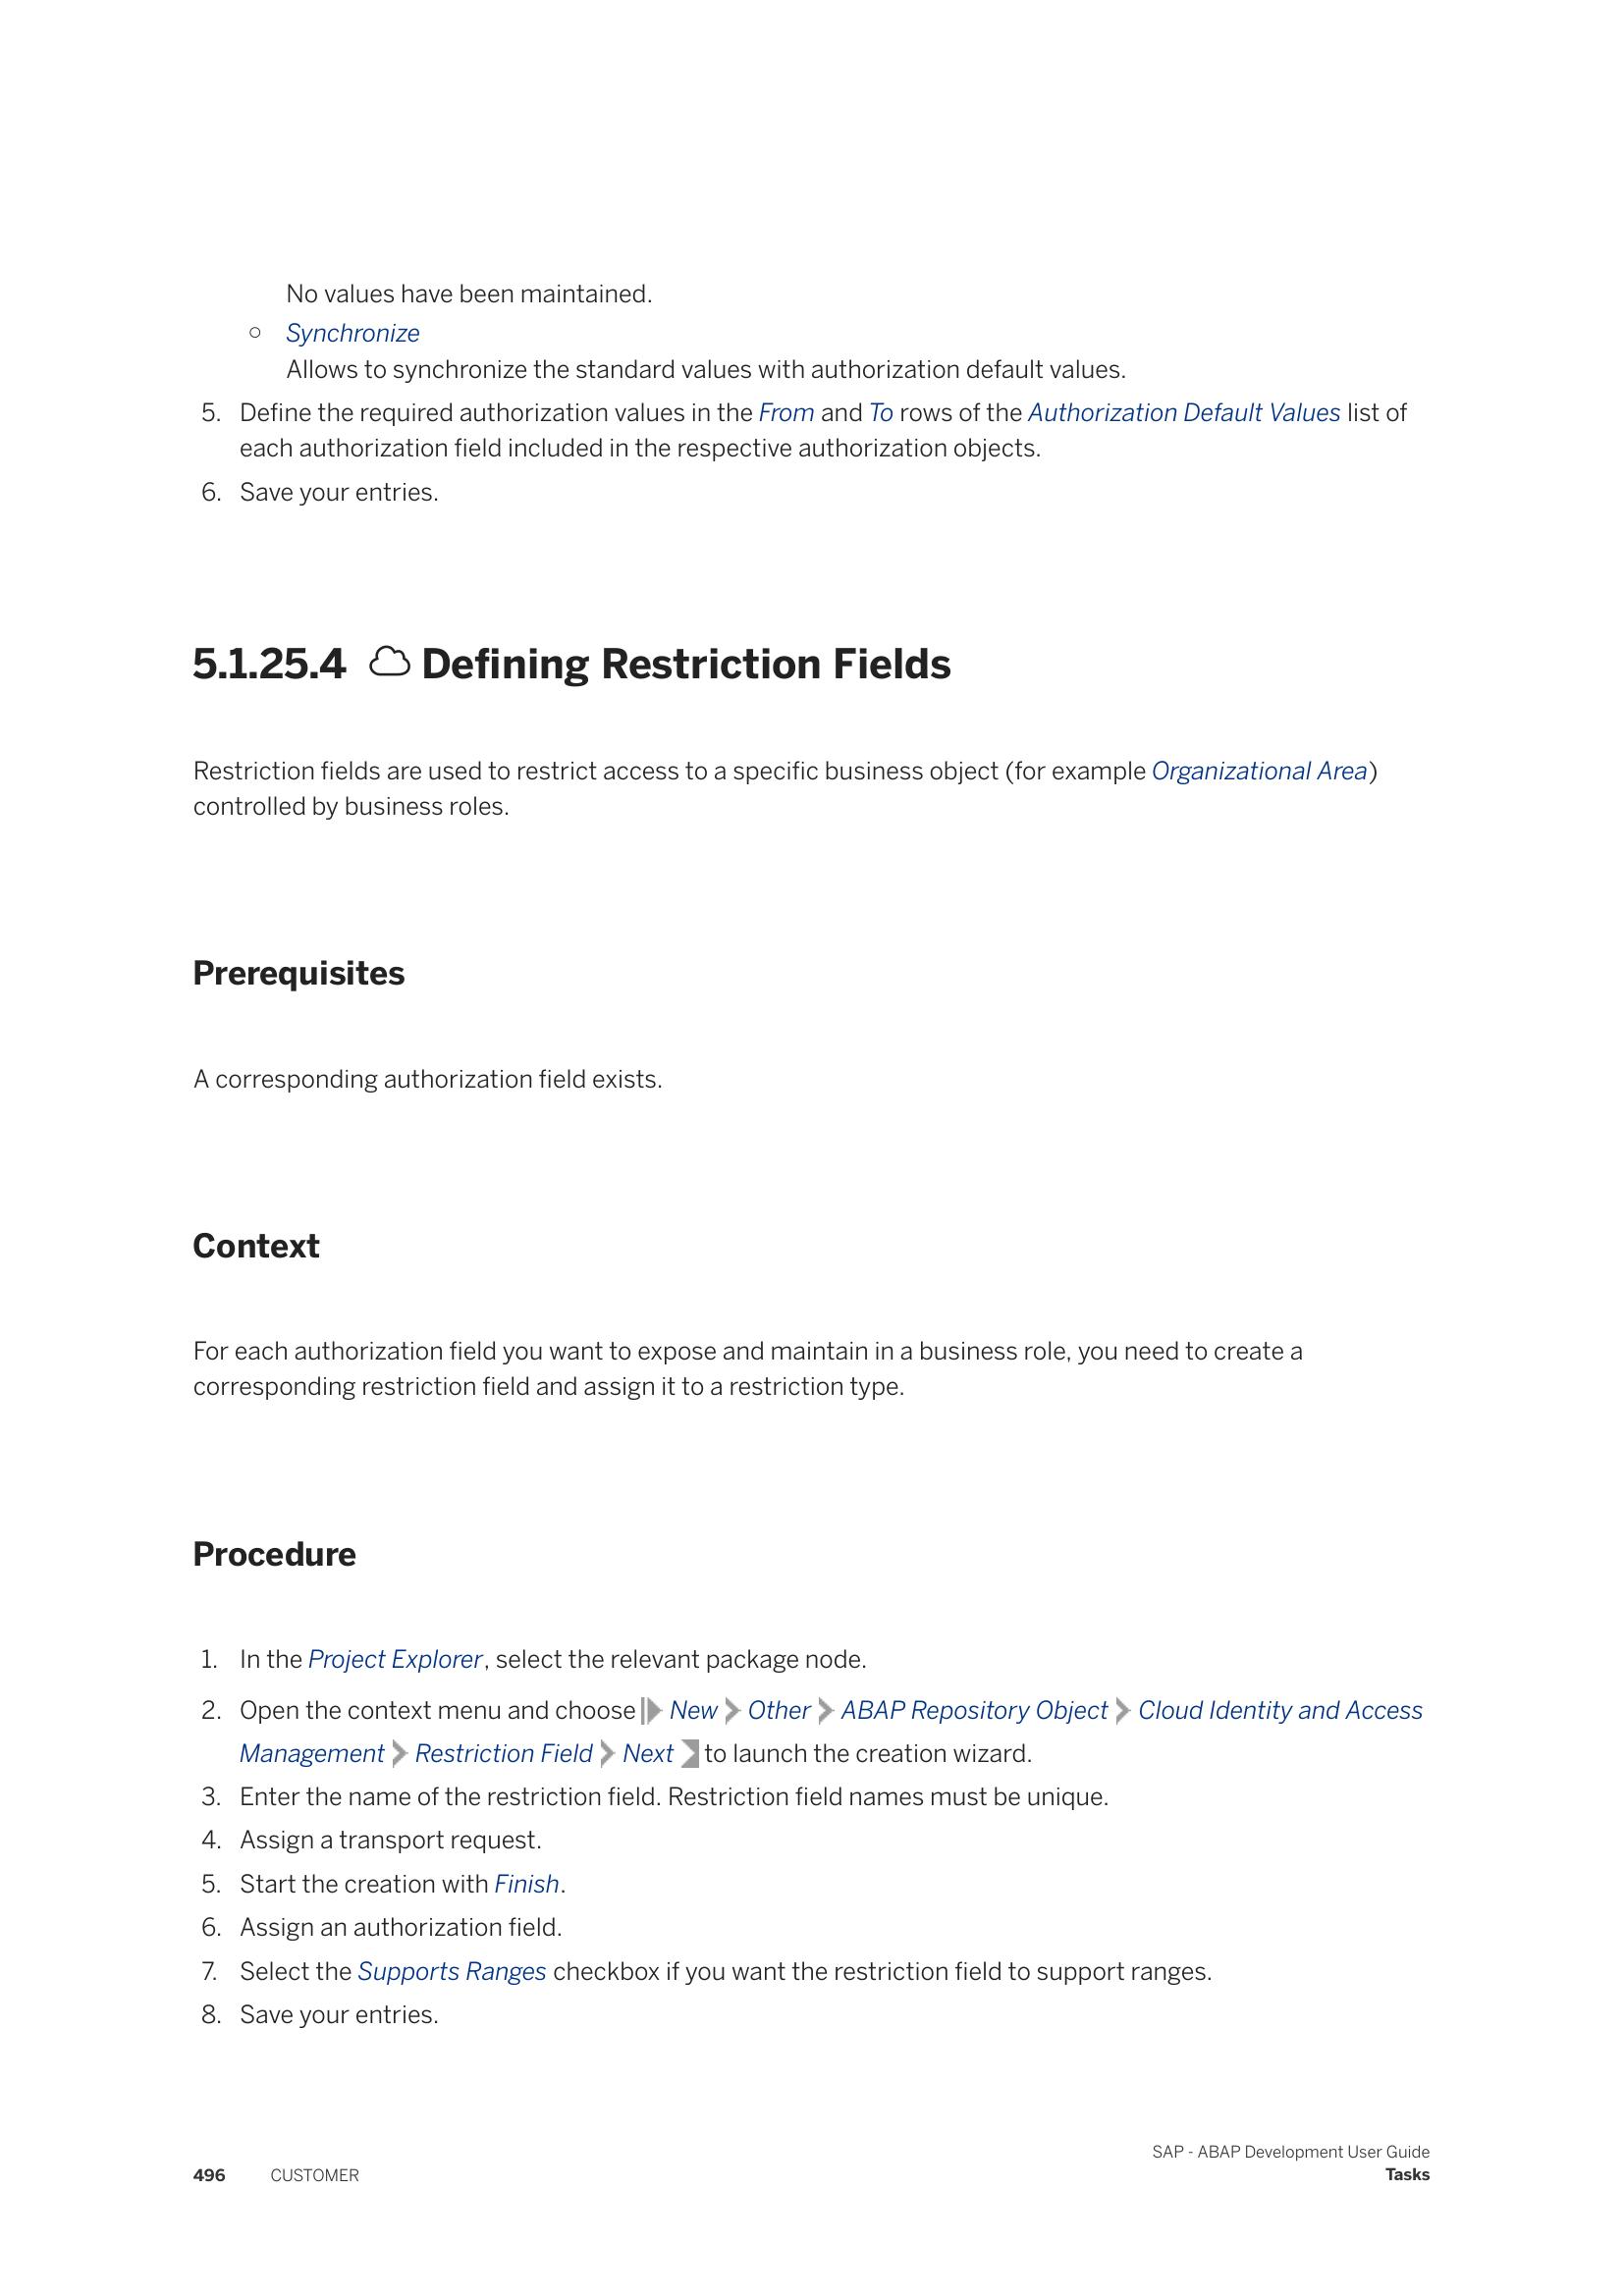 No values have been maintained.
○ Synchronize
Allows to synchronize the standard values with authorization default values.
5. Define the required authorization values in the From and To rows of the Authorization Default Values list of
each authorization field included in the respective authorization objects.
6. Save your entries.
5.1.25.4 Defining Restriction Fields
Restriction fields are used to restrict access to a specific business object (for example Organizational Area)
controlled by business roles.
Prerequisites
A corresponding authorization field exists.
Context
For each authorization field you want to expose and maintain in a business role, you need to create a
corresponding restriction field and assign it to a restriction type.
Procedure
1. In the Project Explorer, select the relevant package node.
2. Open the context menu and choose New Other ABAP Repository Object Cloud Identity and Access
Management Restriction Field Next to launch the creation wizard.
3. Enter the name of the restriction field. Restriction field names must be unique.
4. Assign a transport request.
5. Start the creation with Finish.
6. Assign an authorization field.
7. Select the Supports Ranges checkbox if you want the restriction field to support ranges.
8. Save your entries.
SAP - ABAP Development User Guide
496 CUSTOMER Tasks